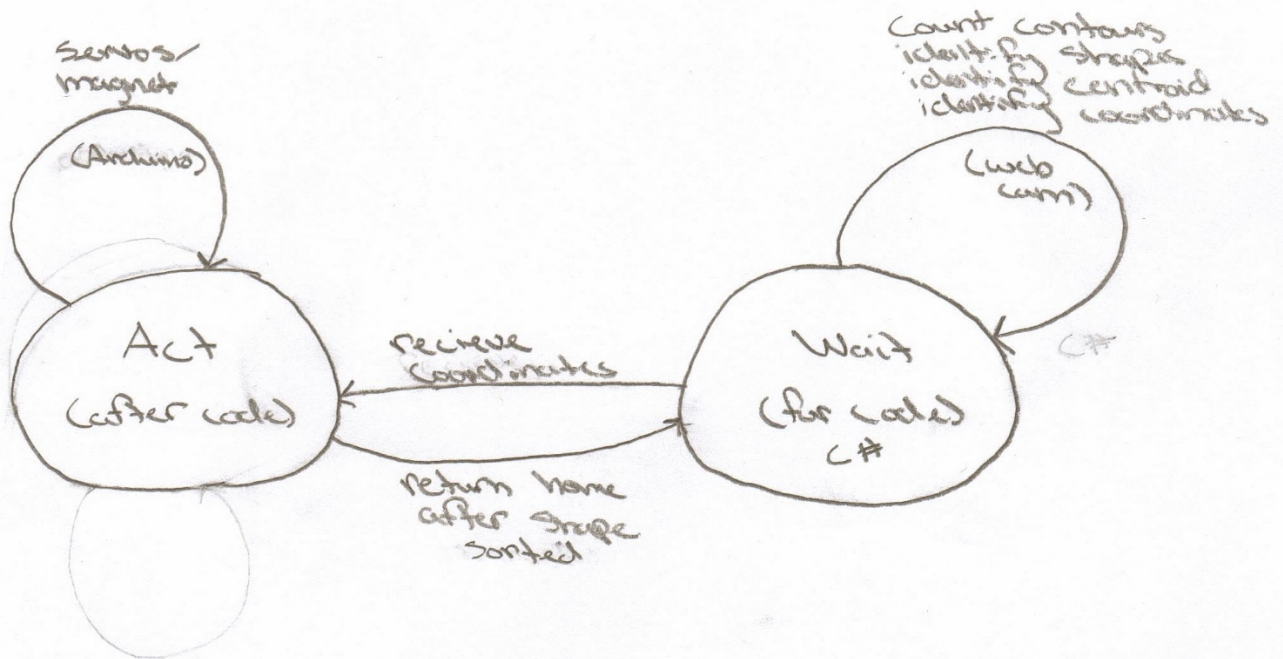 servos/
magnet
(Arduino)
Act
(after code)
recieve
coordinates
return home
after shape
sorted
Count contours
identify shapes
identify centroid
identify coordinates
(web
cam)
C#
Wait
(for code)
C#